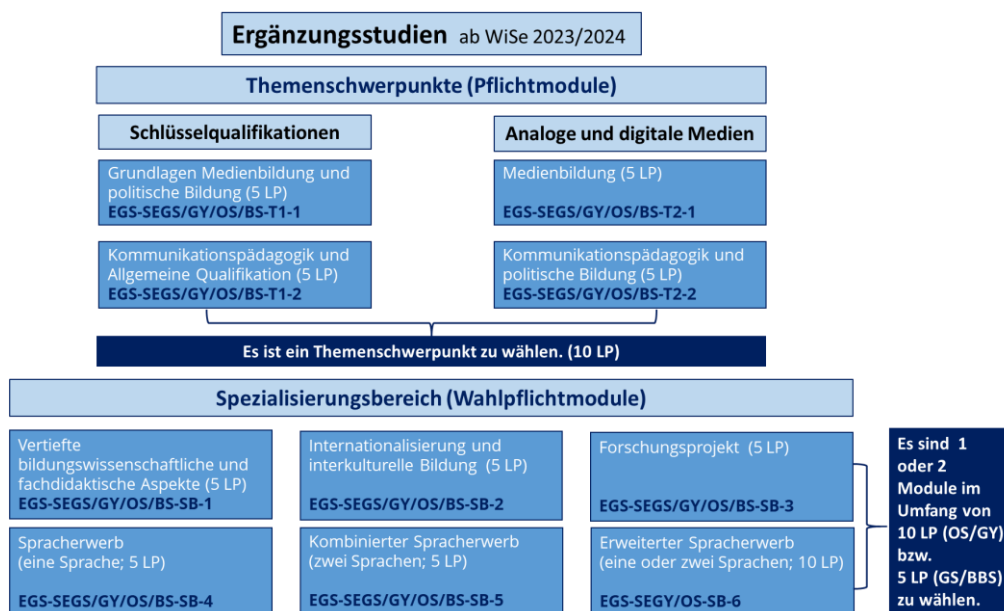 Ergänzungsstudien ab WiSe 2023/2024
Themenschwerpunkte (Pflichtmodule)
Schlüsselqualifikationen
Grundlagen Medienbildung und
politische Bildung (5 LP)
EGS-SEGS/GY/OS/BS-T1-1
Kommunikationspädagogik und
Allgemeine Qualifikation (5 LP)
EGS-SEGS/GY/OS/BS-T1-2
Analoge und digitale Medien
Medienbildung (5 LP)
EGS-SEGS/GY/OS/BS-T2-1
Kommunikationspädagogik und
politische Bildung (5 LP)
EGS-SEGS/GY/OS/BS-T2-2
Es ist ein Themenschwerpunkt zu wählen. (10 LP)
Spezialisierungsbereich (Wahlpflichtmodule)
Vertiefte
bildungswissenschaftliche und
fachdidaktische Aspekte (5 LP)
EGS-SEGS/GY/OS/BS-SB-1
Internationalisierung und
interkulturelle Bildung (5 LP)
EGS-SEGS/GY/OS/BS-SB-2
Forschungsprojekt (5 LP)
EGS-SEGS/GY/OS/BS-SB-3
Spracherwerb
(eine Sprache; 5 LP)
EGS-SEGS/GY/OS/BS-SB-4
Kombinierter Spracherwerb
(zwei Sprachen; 5 LP)
EGS-SEGS/GY/OS/BS-SB-5
Erweiterter Spracherwerb
(eine oder zwei Sprachen; 10 LP)
EGS-SEGY/OS-SB-6
Es sind 1
oder 2
Module im
Umfang von
10 LP (OS/GY)
bzw.
5 LP (GS/BBS)
zu wählen.